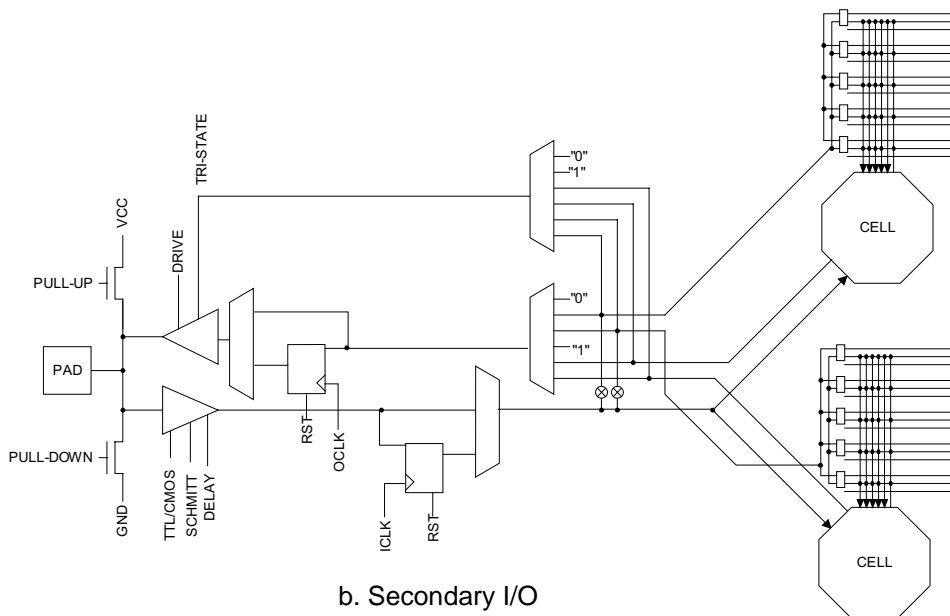 "0"
"1"
TRI-STATE
VCC
DRIVE
CELL
PULL-UP
"0"
"1"
PAD
RST
OCLK
PULL-DOWN
GND
TTL/CMOS
SCHMITT
DELAY
ICLK
RST
CELL
b. Secondary I/O